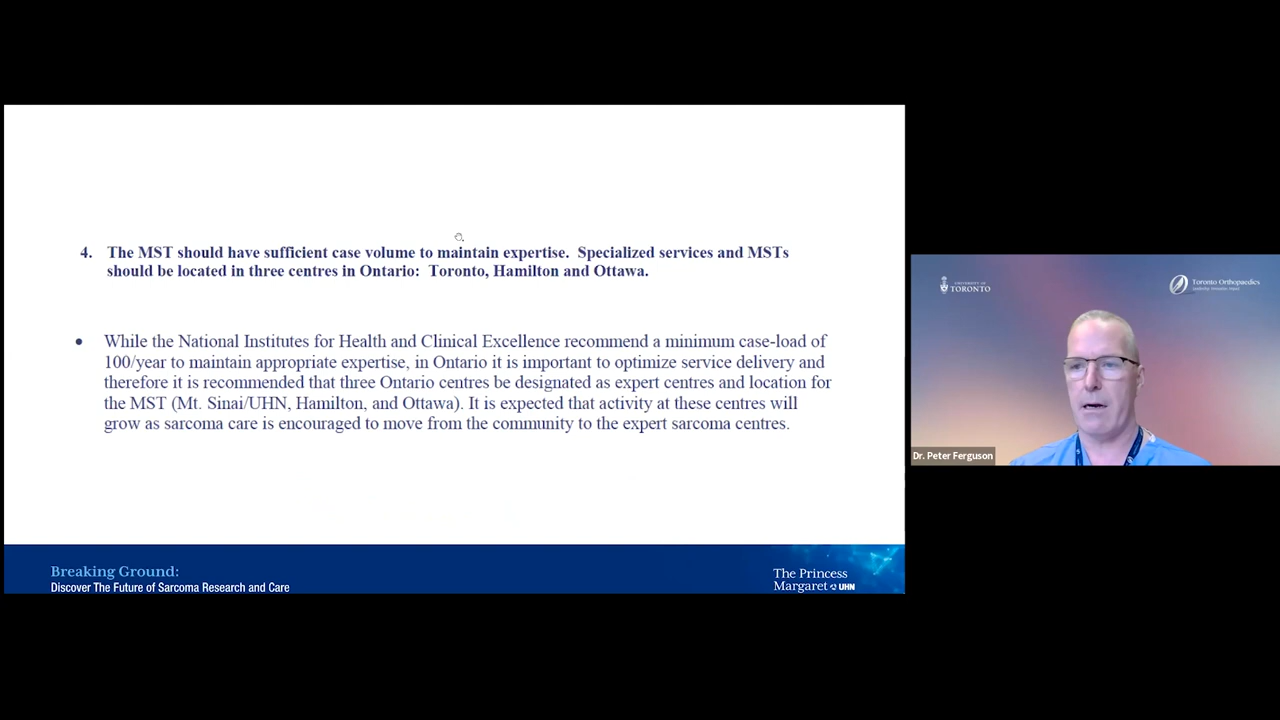 4. The MST should have sufficient case volume to maintain expertise. Specialized services and MSTs
should be located in three centres in Ontario: Toronto, Hamilton and Ottawa.
• While the National Institutes for Health and Clinical Excellence recommend a minimum case-load of
100/year to maintain appropriate expertise, in Ontario it is important to optimize service delivery and
therefore it is recommended that three Ontario centres be designated as expert centres and location for
the MST (Mt. Sinai/UHN, Hamilton, and Ottawa). It is expected that activity at these centres will
grow as sarcoma care is encouraged to move from the community to the expert sarcoma centres.
Breaking Ground:
Discover The Future of Sarcoma Research and Care
The Princess
Margaret UHN
UNIVERSITY OF
TORONTO
Toronto Orthopaedics
Dr. Peter Ferguson